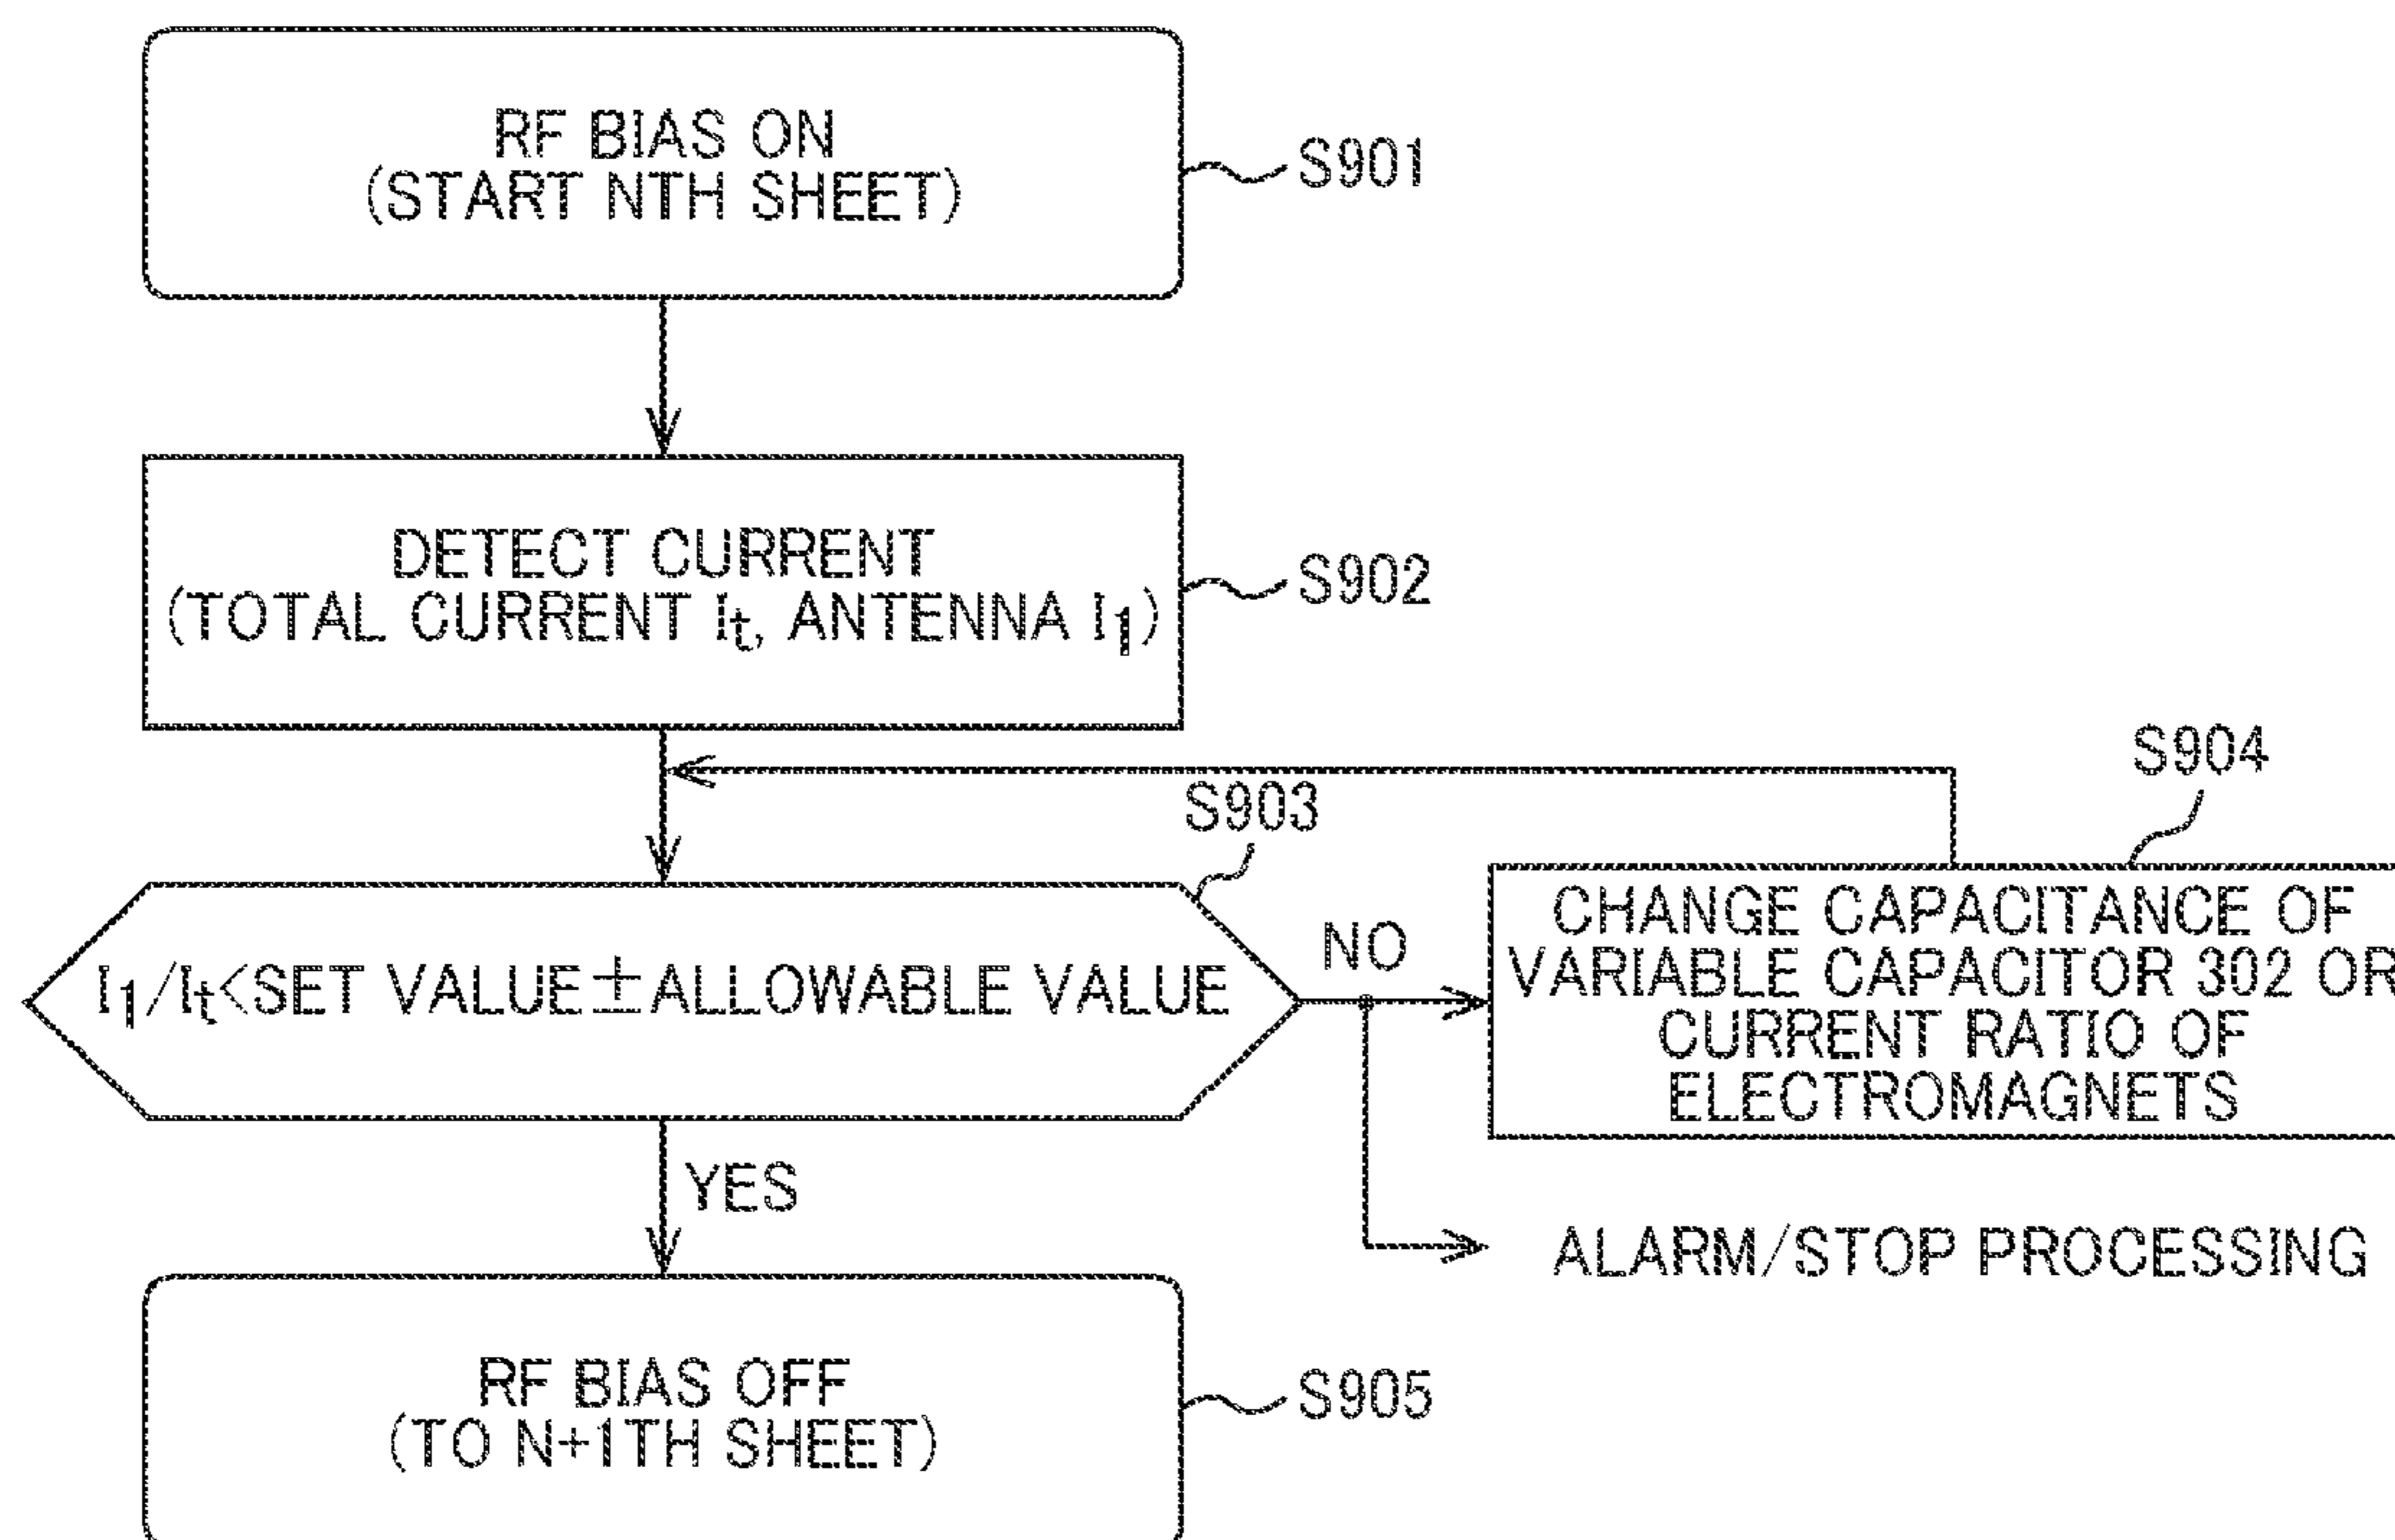 RF BIAS ON
(START NTH SHEET)
S901
DETECT CURRENT
(TOTAL CURRENT It, ANTENNA I1)
S902
S903
I1/It<SET VALUE±ALLOWABLE VALUE
NO
S904
CHANGE CAPACITANCE OF
VARIABLE CAPACITOR 302 OR
CURRENT RATIO OF
ELECTROMAGNETS
YES
ALARM/STOP PROCESSING
RF BIAS OFF
(TO N+1TH SHEET)
S905